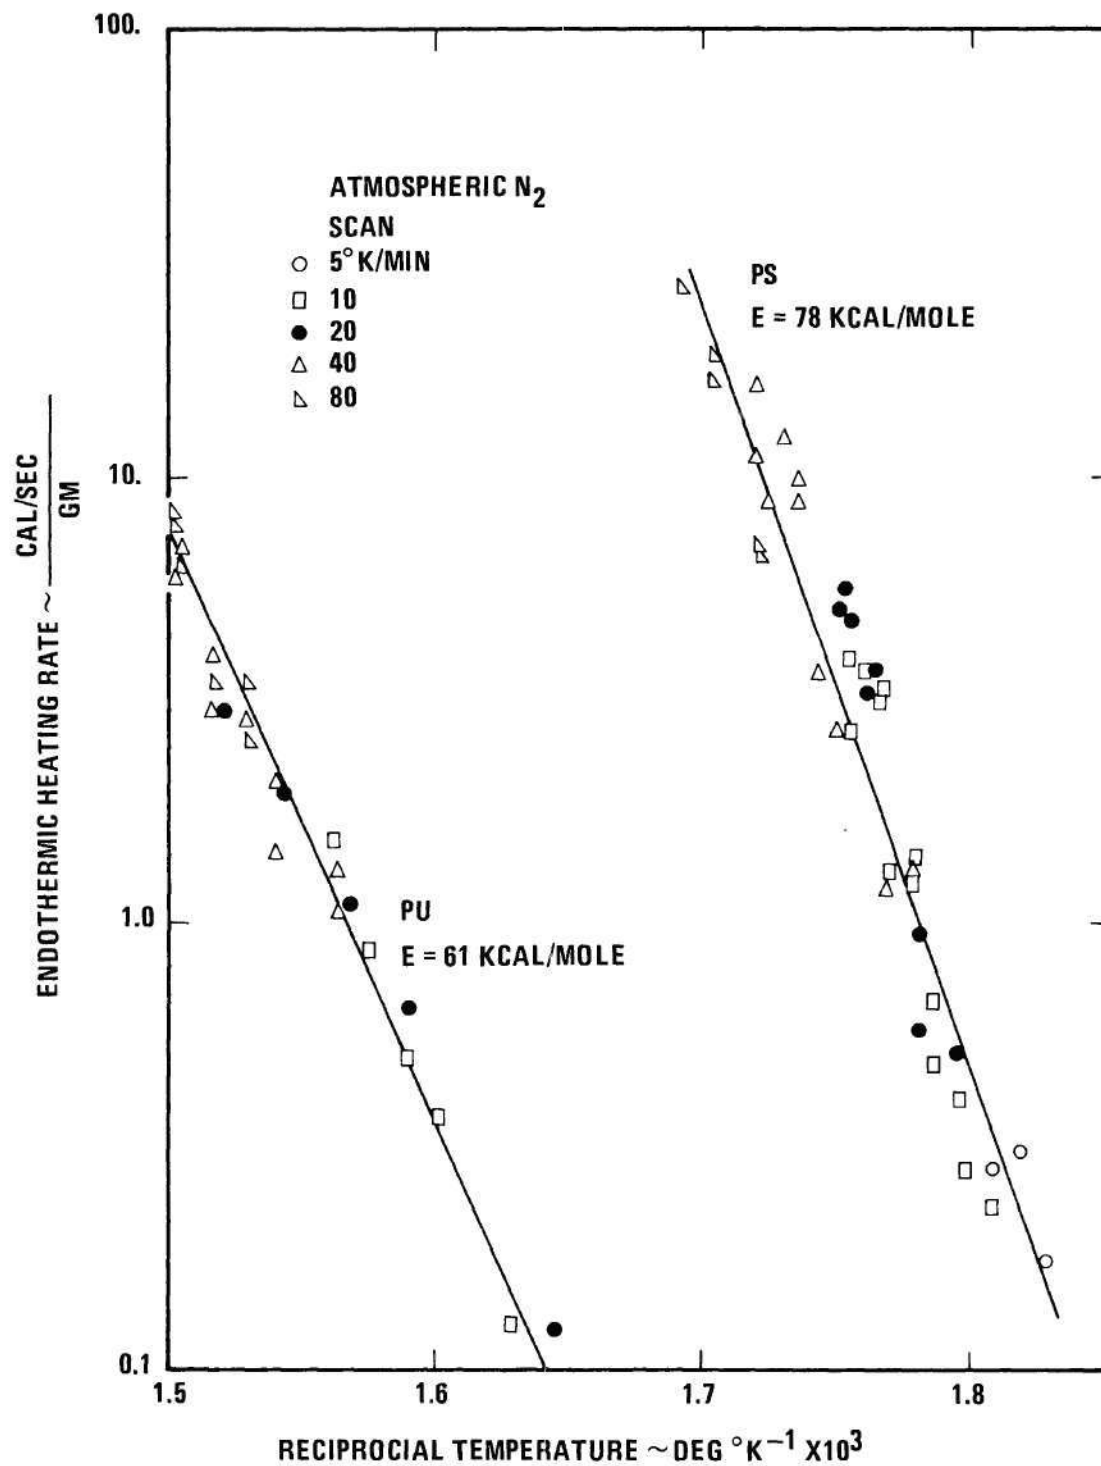 100.
ATMOSPHERIC N2
SCAN
5°K/MIN
10
20
40
80
PS
E = 78 KCAL/MOLE
10.
ENDOTHERMIC HEATING RATE ~ CAL/SEC
GM
PU
E = 61 KCAL/MOLE
1.0
0.1
1.5 1.6 1.7 1.8
RECIPROCIAL TEMPERATURE ~ DEG °K−1 X10³